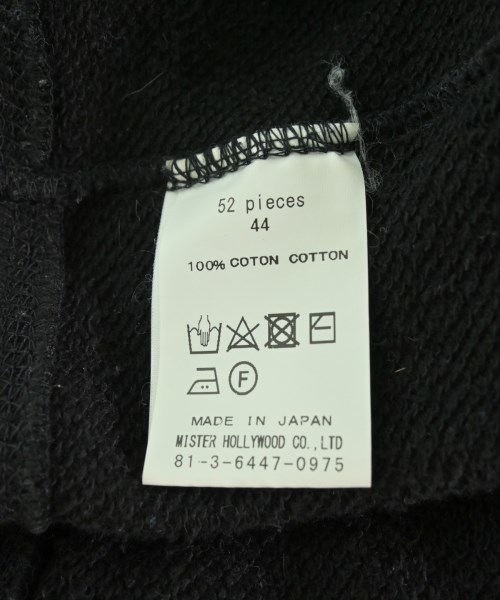 52 pieces
44
100% COTON COTTON
F
MADE IN JAPAN
MISTER HOLLYWOOD CO.,LTD
81-3-6447-0975